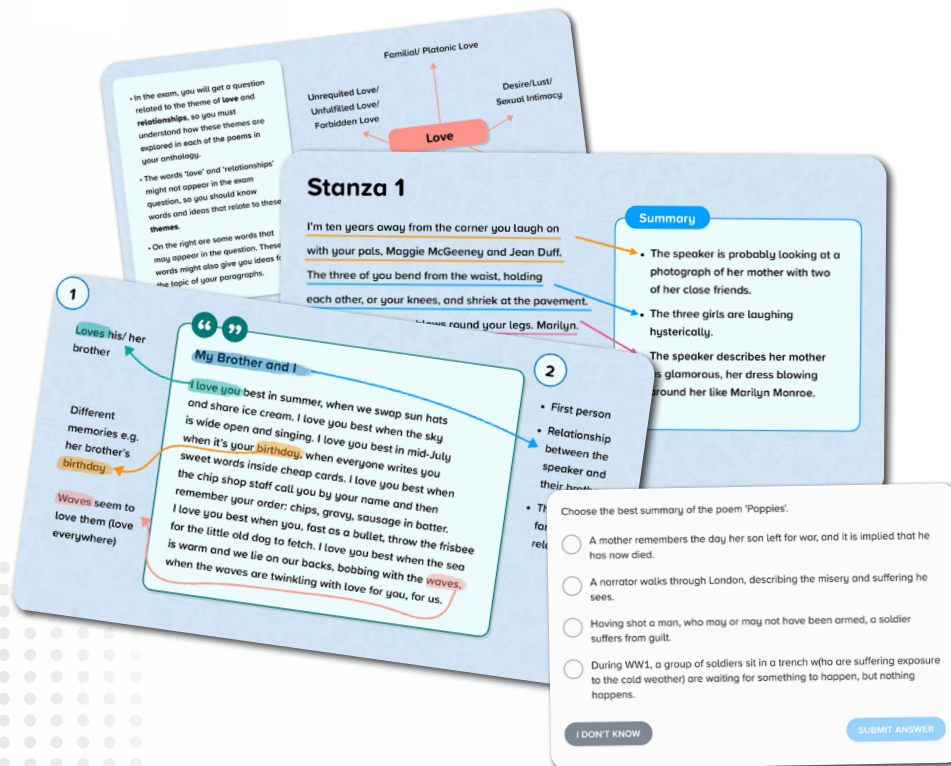 Familial/ Platonic Love
Unrequited Love/
Unfulfilled Love/
Forbidden Love
Desire/Lust/
Sexual Intimacy
Love
• In the exam, you will get a question
related to the theme of love and
relationships, so you must
understand how these themes are
explored in each of the poems in
your anthology.
• The words 'love' and 'relationships'
might not appear in the exam
question, so you should know
words and ideas that relate to these
themes.
• On the right are some words that
may appear in the question. These
words might also give you ideas
the topic of your paragraphs.
Stanza 1
I'm ten years away from the corner you laugh on
with your pals, Maggie McGeeney and Jean Duff.
The three of you bend from the waist, holding
each other, or your knees, and shriek at the pavement.
round your legs. Marilyn.
Summary
• The speaker is probably looking at a
photograph of her mother with two
of her close friends.
• The three girls are laughing
hysterically.
The speaker describes her mother
glamorous, her dress blowing
her like Marilyn Monroe.
1
Loves his/ her
brother
Different
memories e.g.
her brother's
birthday
Waves seem to
love them (love
everywhere)
“ ”
My Brother and I
I love you best in summer, when we swap sun hats
and share ice cream. I love you best when the sky
is wide open and singing. I love you best in mid-July
when it's your birthday, when everyone writes you
sweet words inside cheap cards. I love you best when
the chip shop staff call you by your name and then
remember your order: chips, gravy, sausage in batter.
I love you best when you, fast as a bullet, throw the frisbee
for the little old dog to fetch. I love you best when the sea
is warm and we lie on our backs, bobbing with the waves,
when the waves are twinkling with love for you, for us.
2
• First person
• Relationship
between the
speaker and
their
Choose the best summary of the poem 'Poppies'.
A mother remembers the day her son left for war, and it is implied that he
has now died.
A narrator walks through London, describing the misery and suffering he
sees.
Having shot a man, who may or may not have been armed, a soldier
suffers from guilt.
During WW1, a group of soldiers sit in a trench w(ho are suffering exposure
to the cold weather) are waiting for something to happen, but nothing
happens.
I DON'T KNOW
SUBMIT ANSWER